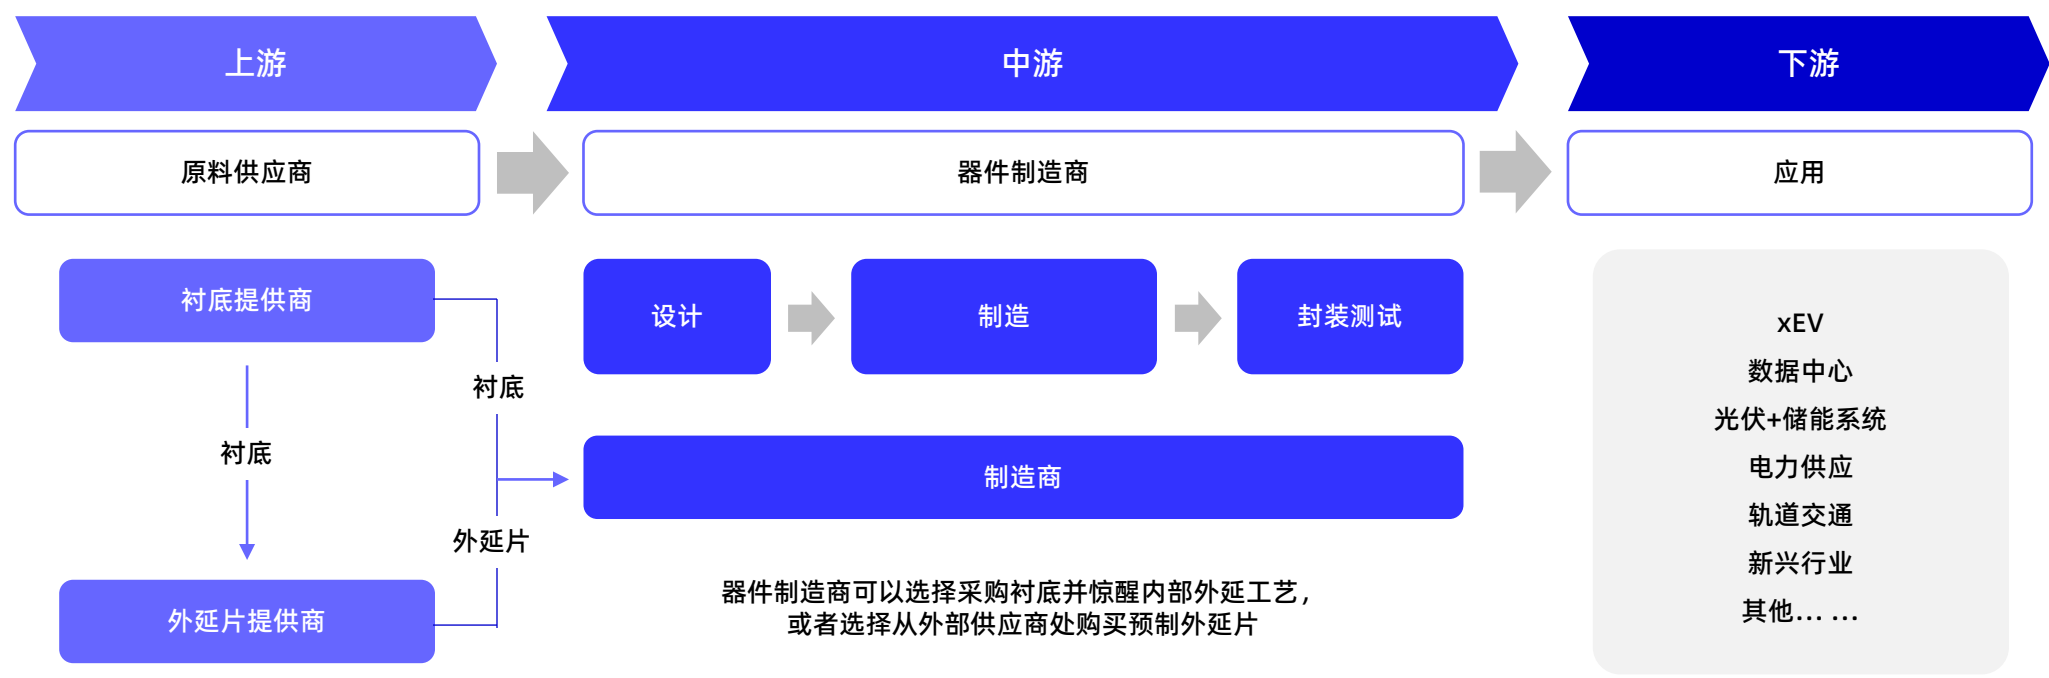 上游
中游
下游
原料供应商
器件制造商
应用
衬底提供商
衬底
外延片提供商
衬底
外延片
设计
制造
封装测试
制造商
器件制造商可以选择采购衬底并惊醒内部外延工艺，
或者选择从外部供应商处购买预制外延片
xEV
数据中心
光伏+储能系统
电力供应
轨道交通
新兴行业
其他… …